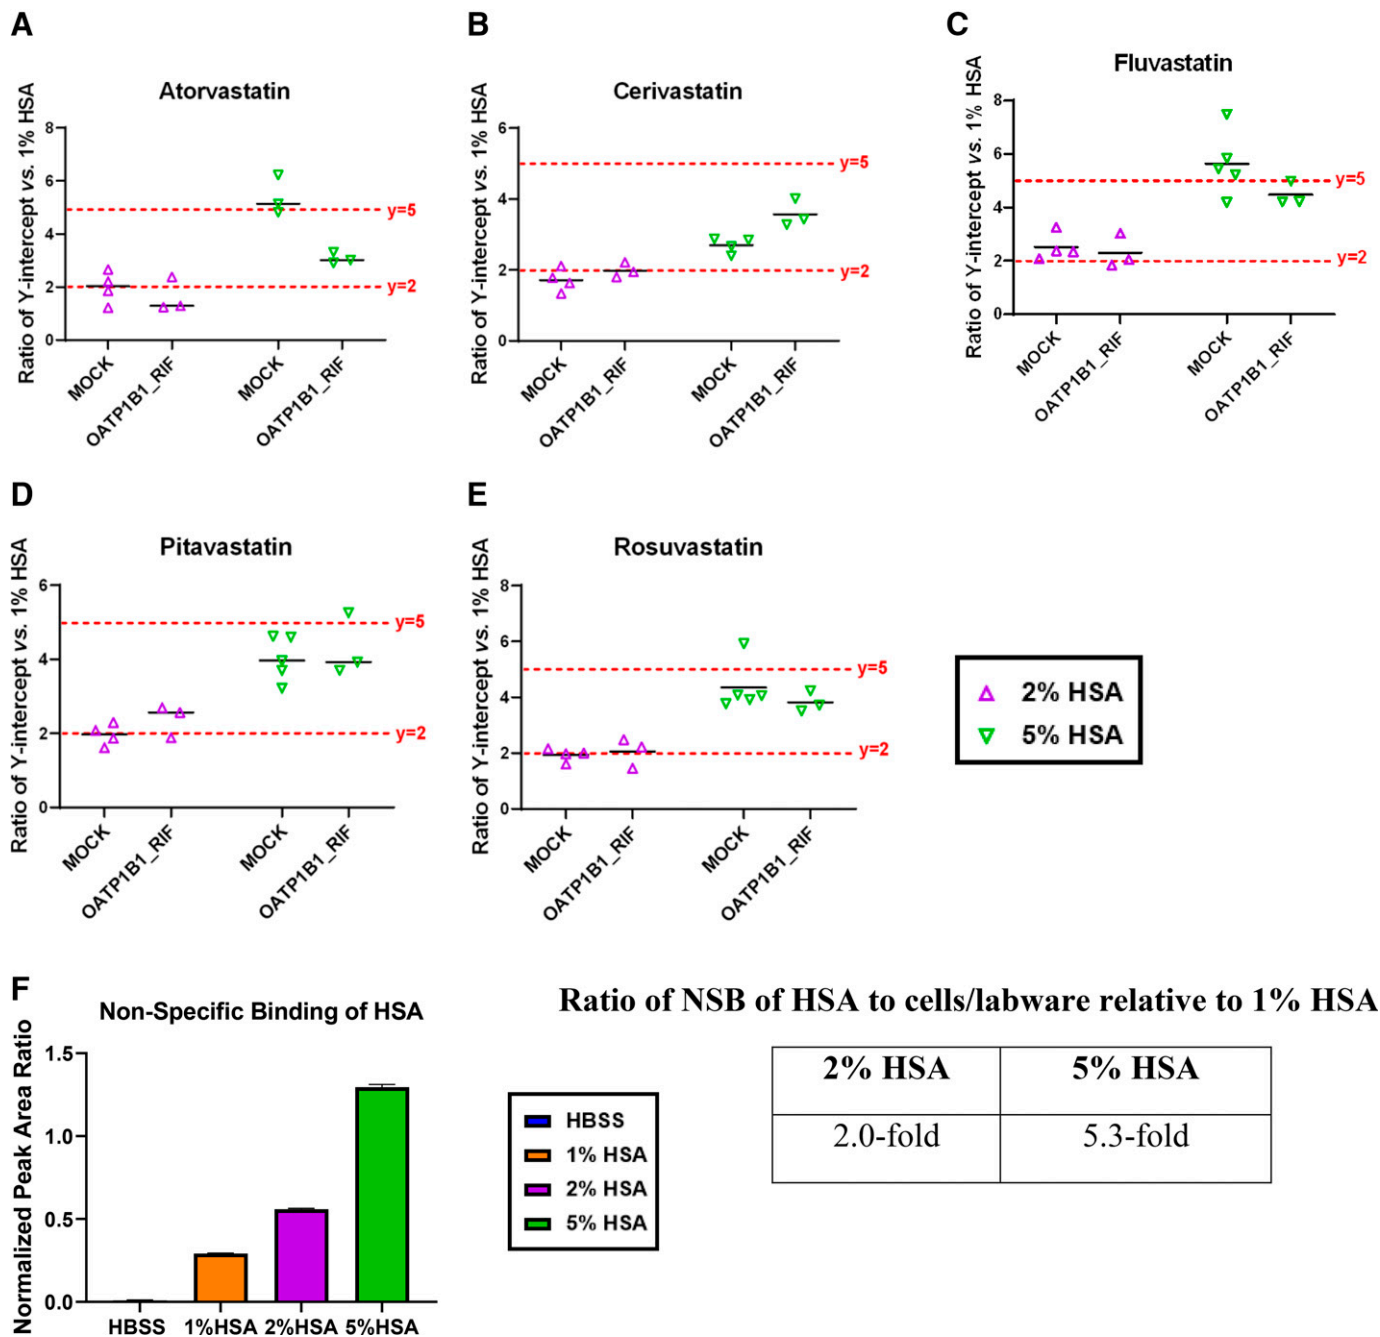 A
Atorvastatin
Ratio of Y-intercept vs. 1% HSA
8
6
4
2
0
y=5
y=2
MOCK
OATP1B1_RIF
MOCK
OATP1B1_RIF
B
Cerivastatin
Ratio of Y-intercept vs. 1% HSA
6
4
2
0
y=5
y=2
MOCK
OATP1B1_RIF
MOCK
OATP1B1_RIF
C
Fluvastatin
Ratio of Y-intercept vs. 1% HSA
8
6
4
2
0
y=5
y=2
MOCK
OATP1B1_RIF
MOCK
OATP1B1_RIF
D
Pitavastatin
Ratio of Y-intercept vs. 1% HSA
6
4
2
0
y=5
y=2
MOCK
OATP1B1_RIF
MOCK
OATP1B1_RIF
E
Rosuvastatin
Ratio of Y-intercept vs. 1% HSA
8
6
4
2
0
y=5
y=2
MOCK
OATP1B1_RIF
MOCK
OATP1B1_RIF
2% HSA
5% HSA
F
Non-Specific Binding of HSA
Normalized Peak Area Ratio
1.5
1.0
0.5
0.0
HBSS 1%HSA 2%HSA 5%HSA
HBSS
1% HSA
2% HSA
5% HSA
Ratio of NSB of HSA to cells/labware relative to 1% HSA
2% HSA 5% HSA
2.0-fold 5.3-fold